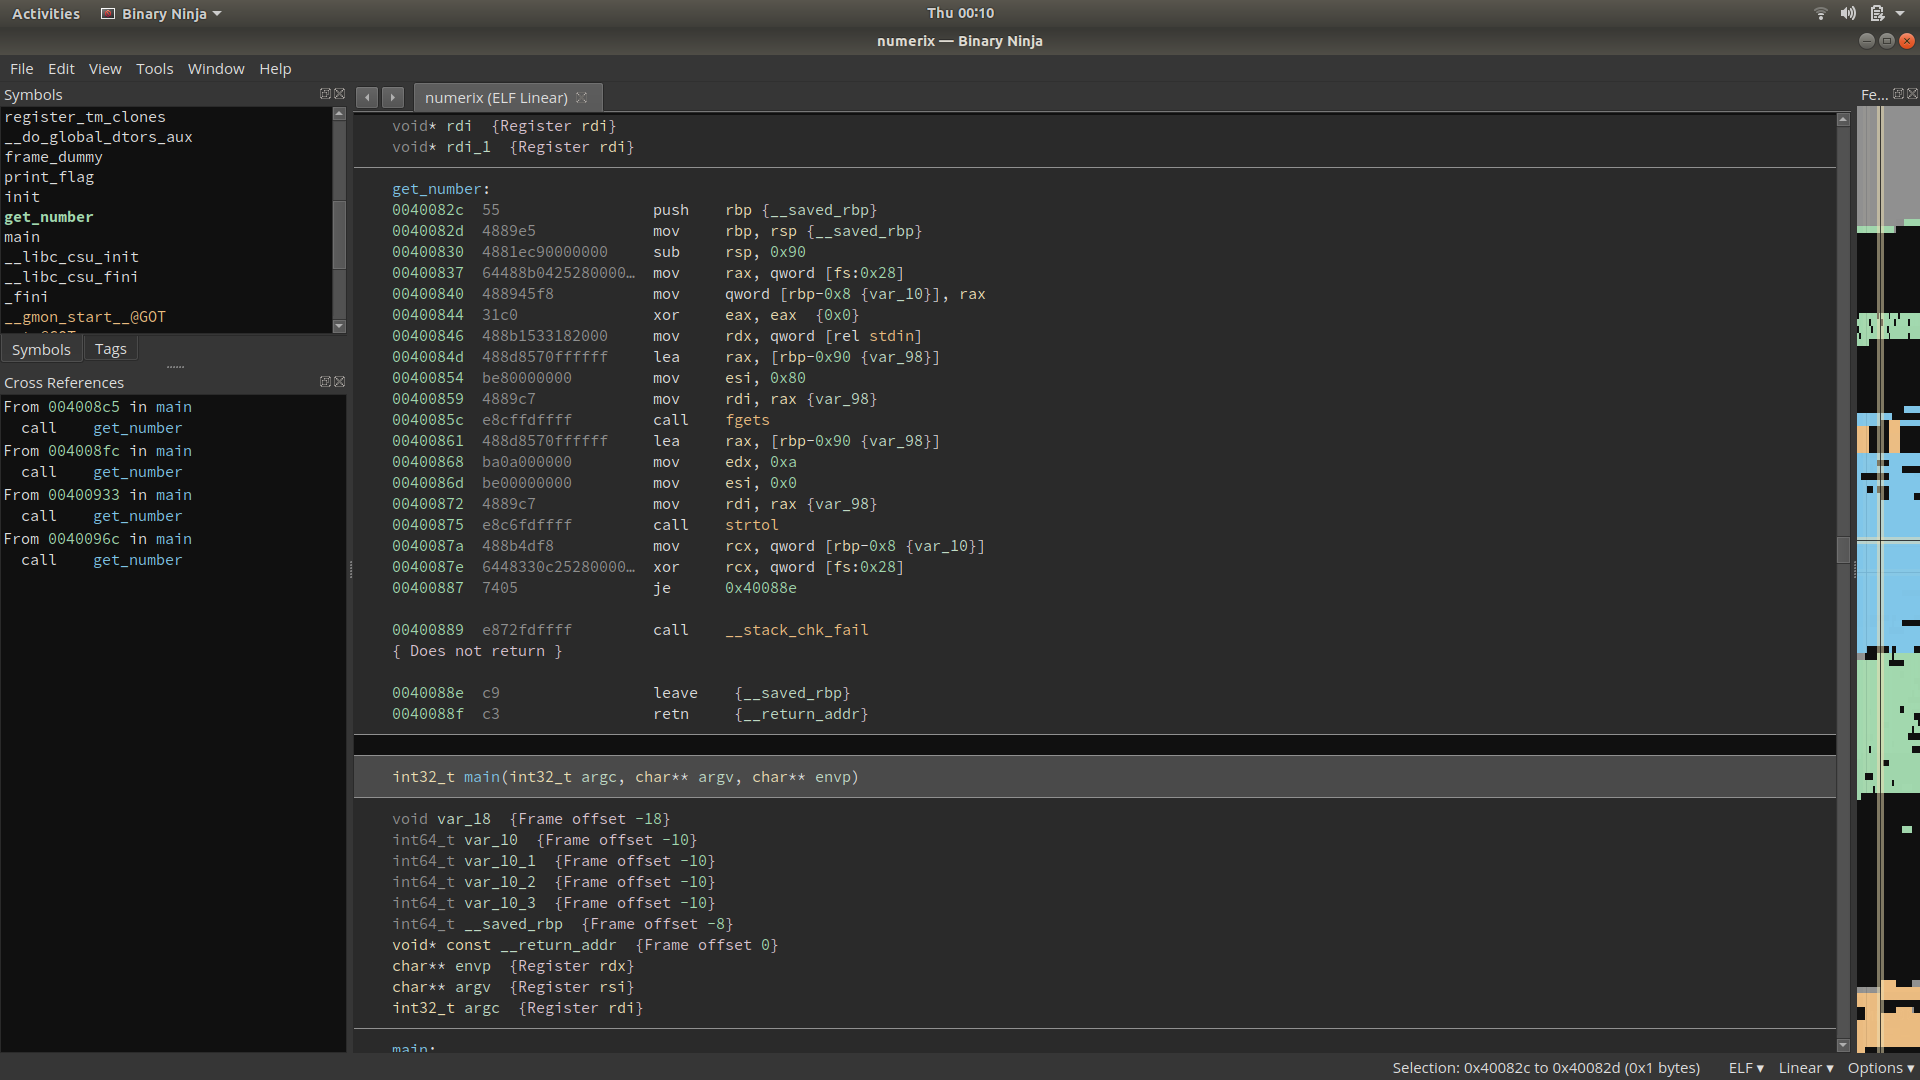 Activities Binary Ninja Thu 00:10
numerix — Binary Ninja
File Edit View Tools Window Help
Symbols
register_tm_clones
__do_global_dtors_aux
frame_dummy
print_flag
init
get_number
main
__libc_csu_init
__libc_csu_fini
_fini
__gmon_start__@GOT
Symbols Tags
Cross References
From 004008c5 in main
call get_number
From 004008fc in main
call get_number
From 00400933 in main
call get_number
From 0040096c in main
call get_number
numerix (ELF Linear)
void* rdi {Register rdi}
void* rdi_1 {Register rdi}
get_number:
0040082c 55 push rbp {__saved_rbp}
0040082d 4889e5 mov rbp, rsp {__saved_rbp}
00400830 4881ec90000000 sub rsp, 0x90
00400837 64488b0425280000… mov rax, qword [fs:0x28]
00400840 488945f8 mov qword [rbp-0x8 {var_10}], rax
00400844 31c0 xor eax, eax {0x0}
00400846 488b1533182000 mov rdx, qword [rel stdin]
0040084d 488d8570ffffff lea rax, [rbp-0x90 {var_98}]
00400854 be80000000 mov esi, 0x80
00400859 4889c7 mov rdi, rax {var_98}
0040085c e8cffdffff call fgets
00400861 488d8570ffffff lea rax, [rbp-0x90 {var_98}]
00400868 ba0a000000 mov edx, 0xa
0040086d be00000000 mov esi, 0x0
00400872 4889c7 mov rdi, rax {var_98}
00400875 e8c6fdffff call strtol
0040087a 488b4df8 mov rcx, qword [rbp-0x8 {var_10}]
0040087e 6448330c25280000… xor rcx, qword [fs:0x28]
00400887 7405 je 0x40088e
00400889 e872fdffff call __stack_chk_fail
{ Does not return }
0040088e c9 leave {__saved_rbp}
0040088f c3 retn {__return_addr}
int32_t main(int32_t argc, char** argv, char** envp)
void var_18 {Frame offset -18}
int64_t var_10 {Frame offset -10}
int64_t var_10_1 {Frame offset -10}
int64_t var_10_2 {Frame offset -10}
int64_t var_10_3 {Frame offset -10}
int64_t __saved_rbp {Frame offset -8}
void* const __return_addr {Frame offset 0}
char** envp {Register rdx}
char** argv {Register rsi}
int32_t argc {Register rdi}
main:
Fe...
Selection: 0x40082c to 0x40082d (0x1 bytes) ELF ▾ Linear ▾ Options ▾